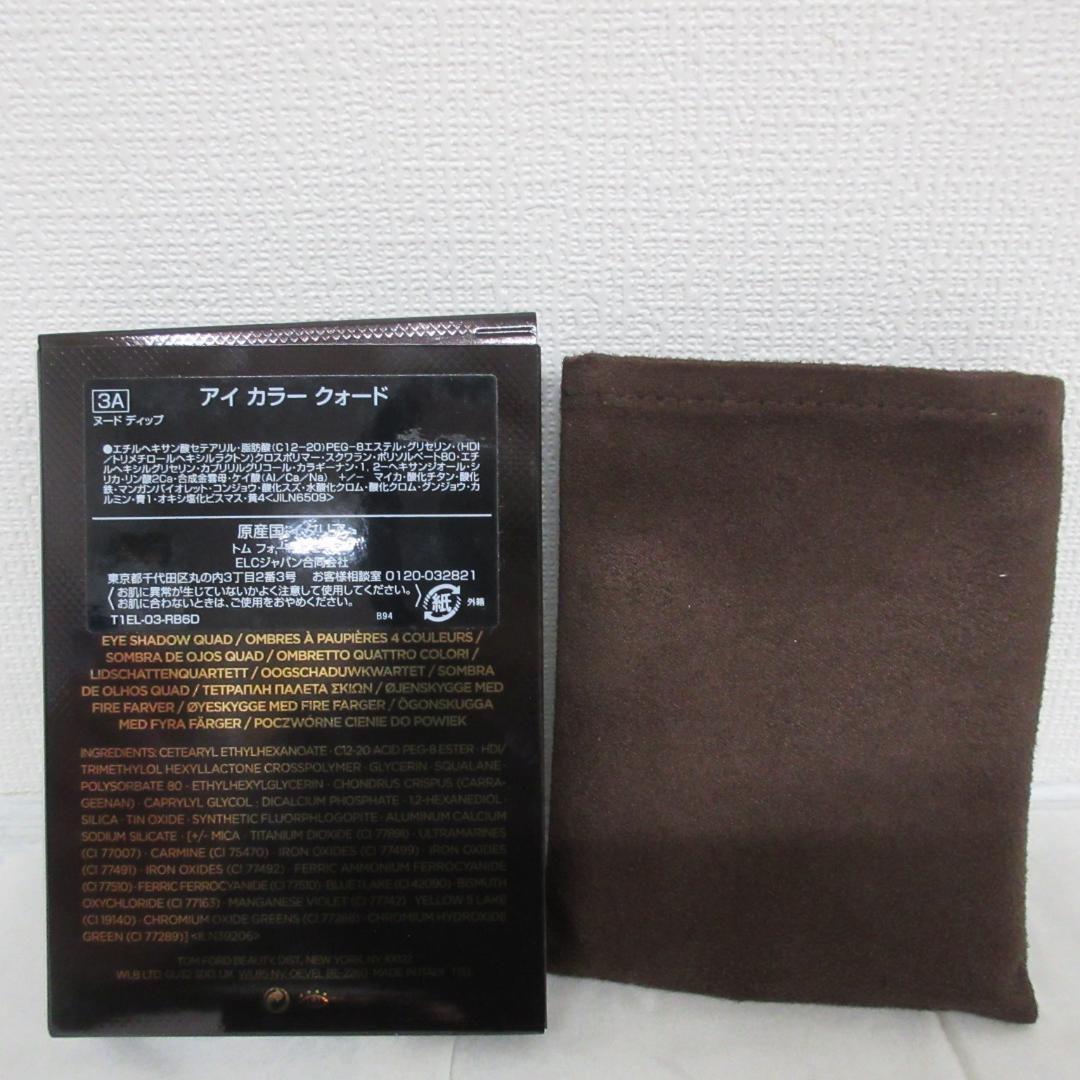 3A アイ カラー クォード
ヌード ディップ
●エチルヘキサン酸セテアリル・脂肪酸(C12-20)PEG-8エステル・グリセリン・(HDI
/トリメチロールヘキシルラクトン)クロスポリマー・スクワラン・ポリソルベート80・エチ
ルヘキシルグリセリン・カプリリルグリコール・カラギーナン・1,2-ヘキサンジオール・シ
リカ・リン酸2Ca・合成金雲母・ケイ酸(Al/Ca/Na) +/- マイカ・酸化チタン・酸化
鉄・マンガンバイオレット・コンジョウ・酸化スズ・水酸化クロム・酸化クロム・グンジョウ・カ
ルミン・青1・オキシ塩化ビスマス・黄4<JILN6509>
原産国:
トム フォ
ELCジャパン合同会社
東京都千代田区丸の内3丁目2番3号 お客様相談室 0120-032821
お肌に異常が生じていないかよく注意して使用してください。
お肌に合わないときは、ご使用をおやめください。
紙 外箱
T1EL-03-RB6D B94
EYE SHADOW QUAD / OMBRES À PAUPIÈRES 4 COULEURS /
SOMBRA DE OJOS QUAD / OMBRETTO QUATTRO COLORI /
LIDSCHATTENQUARTETT / OOGSCHADUWKWARTET / SOMBRA
DE OLHOS QUAD / ΤΕΤΡΑΠΛΗ ΠΑΛΕΤΑ ΣΚΙΩΝ / ØJENSKYGGE MED
FIRE FARVER / ØYESKYGGE MED FIRE FARGER / ÖGONSKUGGA
MED FYRA FÄRGER / POCZWÓRNE CIENIE DO POWIEK
INGREDIENTS: CETEARYL ETHYLHEXANOATE · C12-20 ACID PEG-8 ESTER · HDI/
TRIMETHYLOL HEXYLLACTONE CROSSPOLYMER · GLYCERIN · SQUALANE ·
POLYSORBATE 80 · ETHYLHEXYLGLYCERIN · CHONDRUS CRISPUS (CARRA-
GEENAN) · CAPRYLYL GLYCOL · DICALCIUM PHOSPHATE · 1,2-HEXANEDIOL ·
SILICA · TIN OXIDE · SYNTHETIC FLUORPHLOGOPITE · ALUMINUM CALCIUM
SODIUM SILICATE · [+/- MICA · TITANIUM DIOXIDE (CI 77891) · ULTRAMARINES
(CI 77007) · CARMINE (CI 75470) · IRON OXIDES (CI 77499) · IRON OXIDES
(CI 77491) · IRON OXIDES (CI 77492) · FERRIC AMMONIUM FERROCYANIDE
(CI 77510) · FERRIC FERROCYANIDE (CI 77510) · BLUE 1 LAKE (CI 42090) · BISMUTH
OXYCHLORIDE (CI 77163) · MANGANESE VIOLET (CI 77742) · YELLOW 5 LAKE
(CI 19140) · CHROMIUM OXIDE GREENS (CI 77288) · CHROMIUM HYDROXIDE
GREEN (CI 77289)] <ILN39206>
TOM FORD BEAUTY, DIST., NEW YORK, NY 10022
MADE IN ITALY